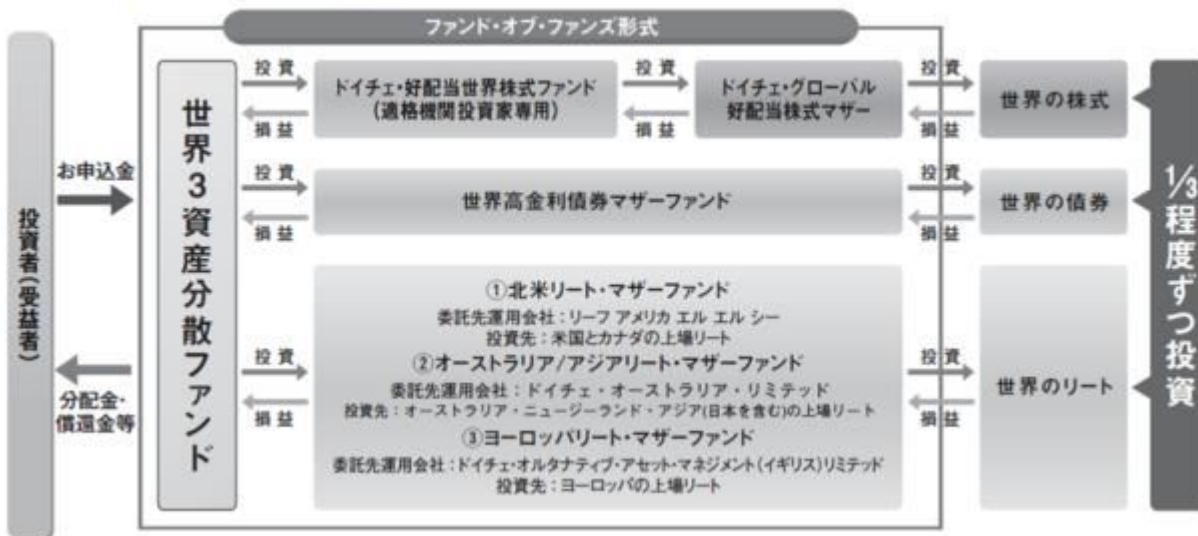 ファンド・オブ・ファンズ形式
投資者(受益者)
お申込金
分配金・
償還金等
世界3資産分散ファンド
投資
損益
ドイチェ・好配当世界株式ファンド
(適格機関投資家専用)
投資
損益
ドイチェ・グローバル
好配当株式マザー
投資
損益
世界の株式
投資
損益
世界高金利債券マザーファンド
投資
損益
世界の債券
投資
損益
①北米リート・マザーファンド
委託先運用会社:リーフ アメリカ エル エル シー
投資先:米国とカナダの上場リート
②オーストラリア/アジアリート・マザーファンド
委託先運用会社:ドイチェ・オーストラリア・リミテッド
投資先:オーストラリア・ニュージーランド・アジア(日本を含む)の上場リート
③ヨーロッパリート・マザーファンド
委託先運用会社:ドイチェ・オルタナティブ・アセット・マネジメント(イギリス)リミテッド
投資先:ヨーロッパの上場リート
投資
損益
世界のリート
1/3程度ずつ投資